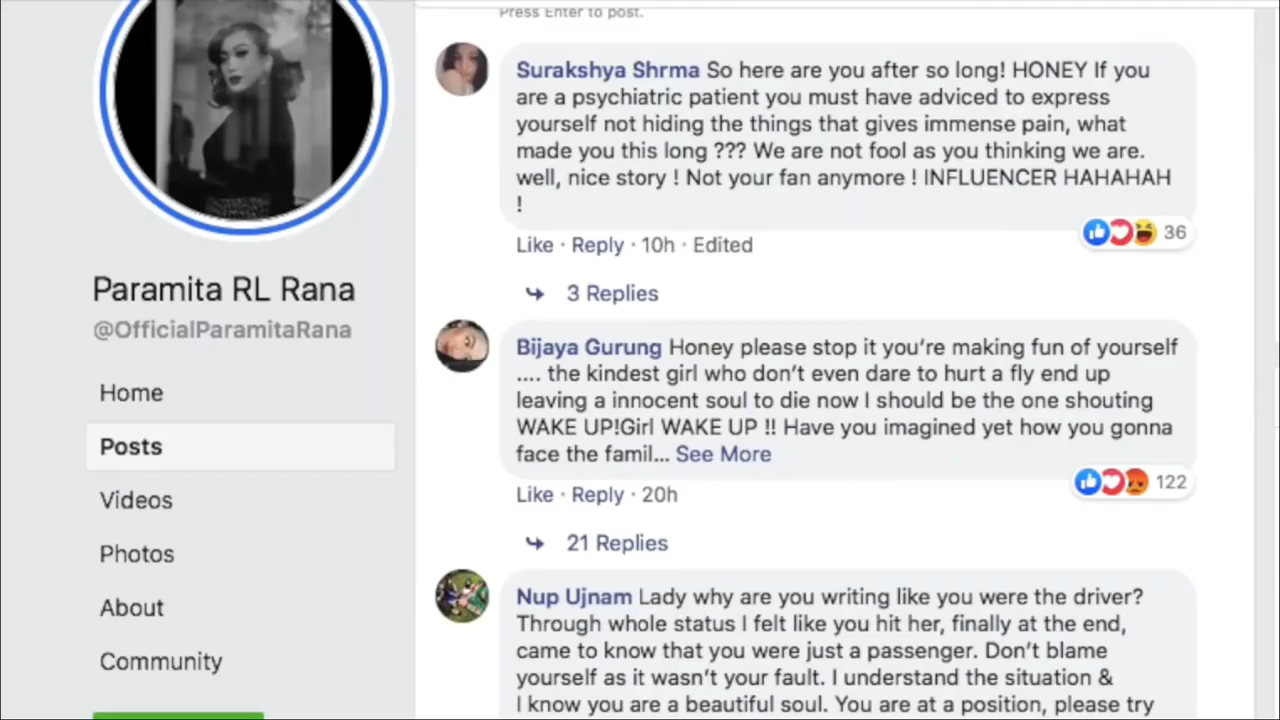 Press Enter to post.
Surakshya Shrma So here are you after so long! HONEY If you
are a psychiatric patient you must have adviced to express
yourself not hiding the things that gives immense pain, what
made you this long ??? We are not fool as you thinking we are.
well, nice story ! Not your fan anymore ! INFLUENCER HAHAHAH
!
36
Like · Reply · 10h · Edited
3 Replies
Paramita RL Rana
@OfficialParamitaRana
Home
Posts
Videos
Photos
About
Community
Bijaya Gurung Honey please stop it you're making fun of yourself
.... the kindest girl who don't even dare to hurt a fly end up
leaving a innocent soul to die now I should be the one shouting
WAKE UP!Girl WAKE UP !! Have you imagined yet how you gonna
face the famil... See More
122
Like · Reply · 20h
21 Replies
Nup Ujnam Lady why are you writing like you were the driver?
Through whole status I felt like you hit her, finally at the end,
came to know that you were just a passenger. Don't blame
yourself as it wasn't your fault. I understand the situation &
I know you are a beautiful soul. You are at a position, please try